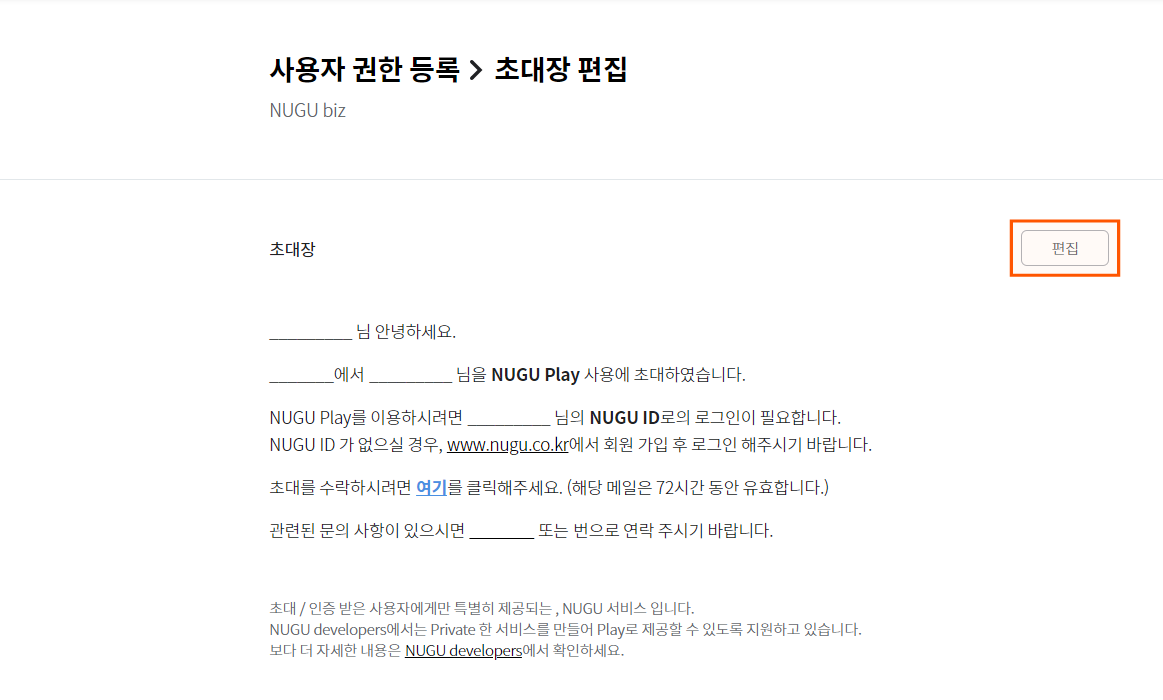 사용자 권한 등록 > 초대장 편집
NUGU biz
초대장
편집
__________ 님 안녕하세요.
________에서 __________ 님을 NUGU Play 사용에 초대하였습니다.
NUGU Play를 이용하시려면 __________ 님의 NUGU ID로의 로그인이 필요합니다.
NUGU ID 가 없으실 경우, www.nugu.co.kr에서 회원 가입 후 로그인 해주시기 바랍니다.
초대를 수락하시려면 여기를 클릭해주세요. (해당 메일은 72시간 동안 유효합니다.)
관련된 문의 사항이 있으시면 ________ 또는 번으로 연락 주시기 바랍니다.
초대 / 인증 받은 사용자에게만 특별히 제공되는 , NUGU 서비스 입니다.
NUGU developers에서는 Private 한 서비스를 만들어 Play로 제공할 수 있도록 지원하고 있습니다.
보다 더 자세한 내용은 NUGU developers에서 확인하세요.